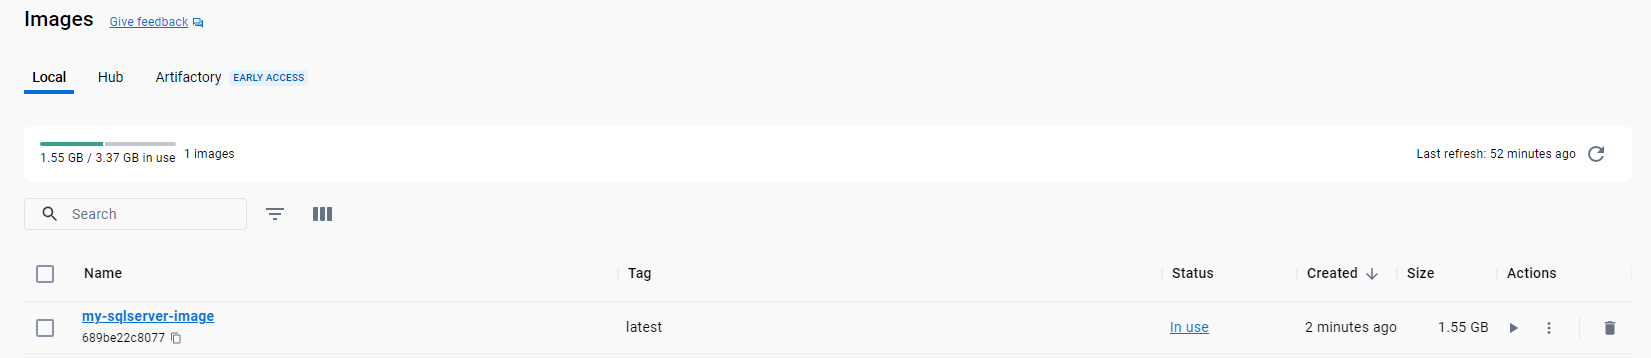 Images Give feedback
Local Hub Artifactory EARLY ACCESS
1.55 GB / 3.37 GB in use 1 images Last refresh: 52 minutes ago
Search
Name Tag Status Created Size Actions
my-sqlserver-image
689be22c8077 latest In use 2 minutes ago 1.55 GB